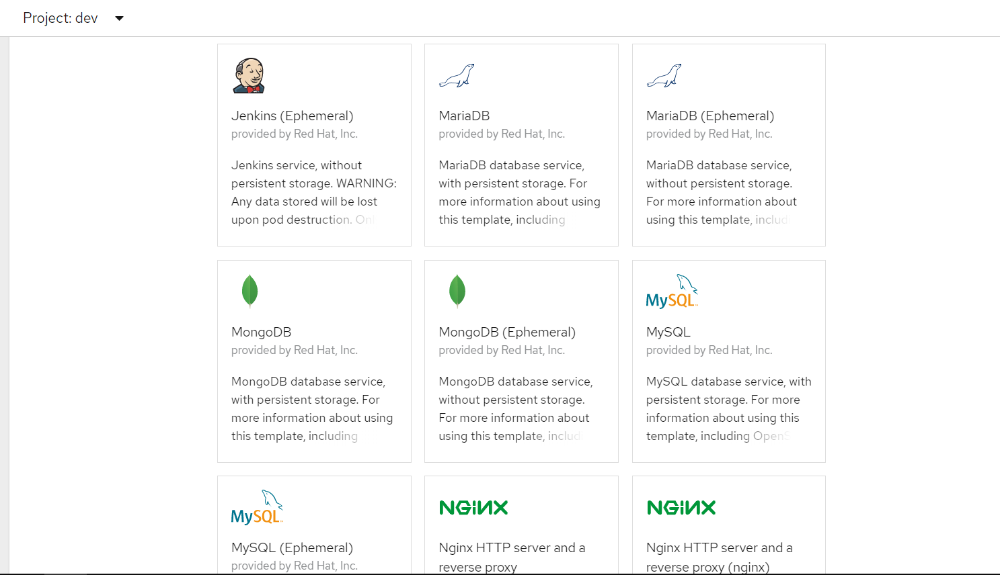 Project: dev
Jenkins (Ephemeral)
provided by Red Hat, Inc.
Jenkins service, without
persistent storage. WARNING:
Any data stored will be lost
upon pod destruction.
MariaDB
provided by Red Hat, Inc.
MariaDB database service,
with persistent storage. For
more information about using
this template, including
MariaDB (Ephemeral)
provided by Red Hat, Inc.
MariaDB database service,
without persistent storage.
For more information about
using this template,
MongoDB
provided by Red Hat, Inc.
MongoDB database service,
with persistent storage. For
more information about using
this template, including
MongoDB (Ephemeral)
provided by Red Hat, Inc.
MongoDB database service,
without persistent storage.
For more information about
using this template,
MySQL
MySQL
provided by Red Hat, Inc.
MySQL database service, with
persistent storage. For more
information about using this
template, including
MySQL
MySQL (Ephemeral)
provided by Red Hat, Inc.
NGINX
Nginx HTTP server and a
reverse proxy
NGINX
Nginx HTTP server and a
reverse proxy (nginx)